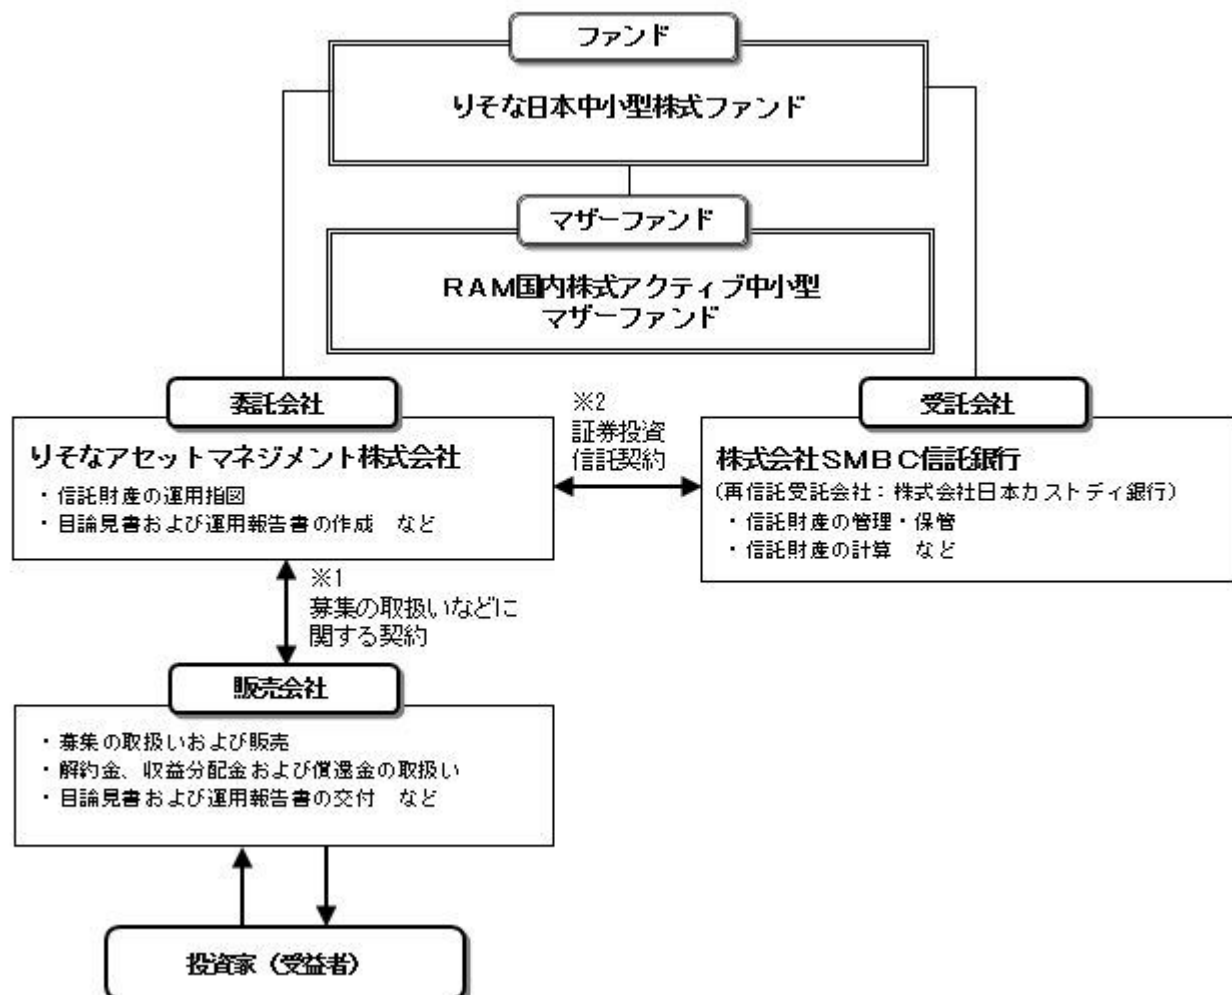 ファンド
りそな日本中小型株式ファンド
マザーファンド
RAM国内株式アクティブ中小型
マザーファンド
委託会社
りそなアセットマネジメント株式会社
・信託財産の運用指図
・目論見書および運用報告書の作成　など
※2
証券投資
信託契約
受託会社
株式会社SMBC信託銀行
(再信託受託会社：株式会社日本カストディ銀行)
・信託財産の管理・保管
・信託財産の計算　など
※1
募集の取扱いなどに
関する契約
販売会社
・募集の取扱いおよび販売
・解約金、収益分配金および償還金の取扱い
・目論見書および運用報告書の交付　など
投資家（受益者）